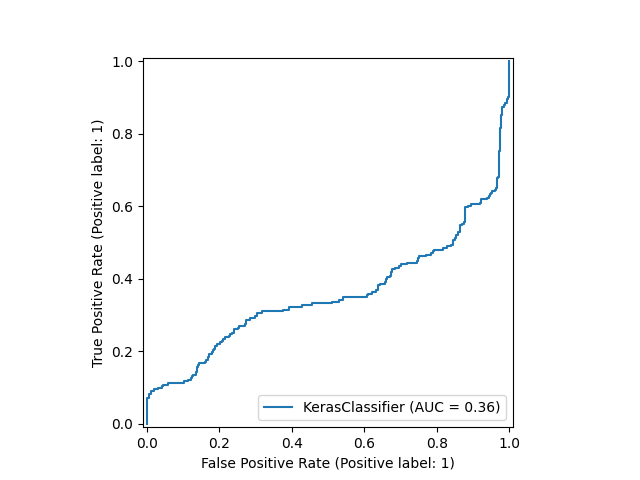 1.0
0.8
0.6
0.4
0.2
0.0
True Positive Rate (Positive label: 1)
KerasClassifier (AUC = 0.36)
0.0 0.2 0.4 0.6 0.8 1.0
False Positive Rate (Positive label: 1)